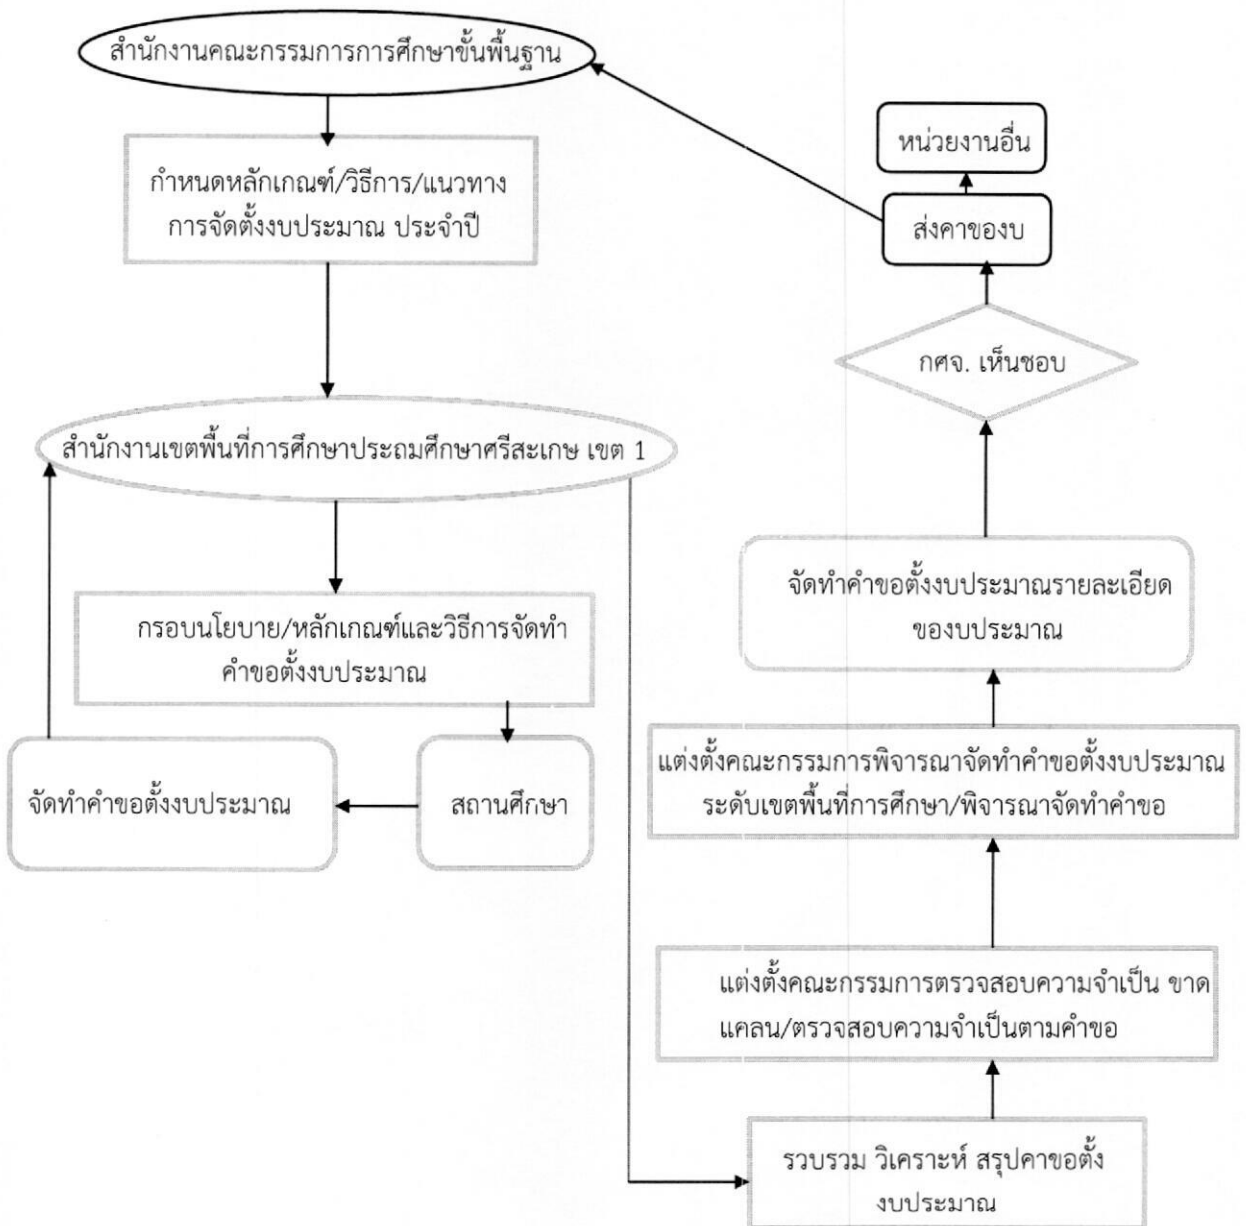 สำนักงานคณะกรรมการการศึกษาขั้นพื้นฐาน
กำหนดหลักเกณฑ์/วิธีการ/แนวทาง
การจัดตั้งงบประมาณ ประจำปี
สำนักงานเขตพื้นที่การศึกษาประถมศึกษาศรีสะเกษ เขต 1
กรอบนโยบาย/หลักเกณฑ์และวิธีการจัดทำ
คำขอตั้งงบประมาณ
สถานศึกษา
จัดทำคำขอตั้งงบประมาณ
รวบรวม วิเคราะห์ สรุปคาขอตั้ง
งบประมาณ
แต่งตั้งคณะกรรมการตรวจสอบความจำเป็น ขาด
แคลน/ตรวจสอบความจำเป็นตามคำขอ
แต่งตั้งคณะกรรมการพิจารณาจัดทำคำขอตั้งงบประมาณ
ระดับเขตพื้นที่การศึกษา/พิจารณาจัดทำคำขอ
จัดทำคำขอตั้งงบประมาณรายละเอียด
ของบประมาณ
กศจ. เห็นชอบ
ส่งคาของบ
หน่วยงานอื่น